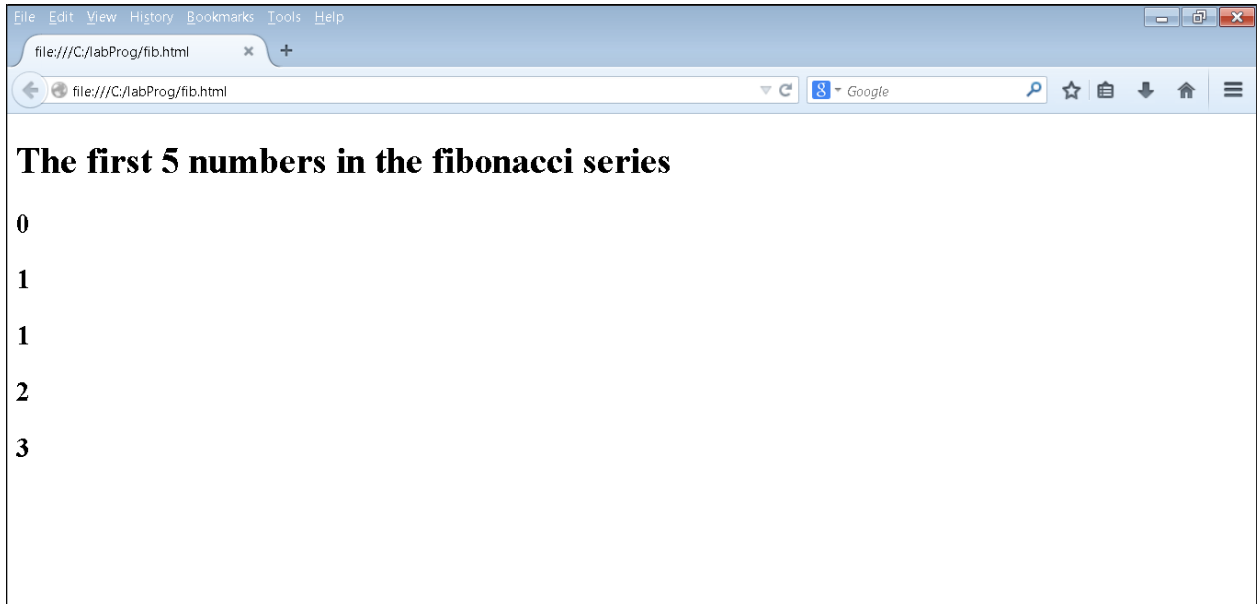 File Edit View History Bookmarks Tools Help
file:///C:/labProg/fib.html
file:///C:/labProg/fib.html
8 Google
The first 5 numbers in the fibonacci series
0
1
1
2
3